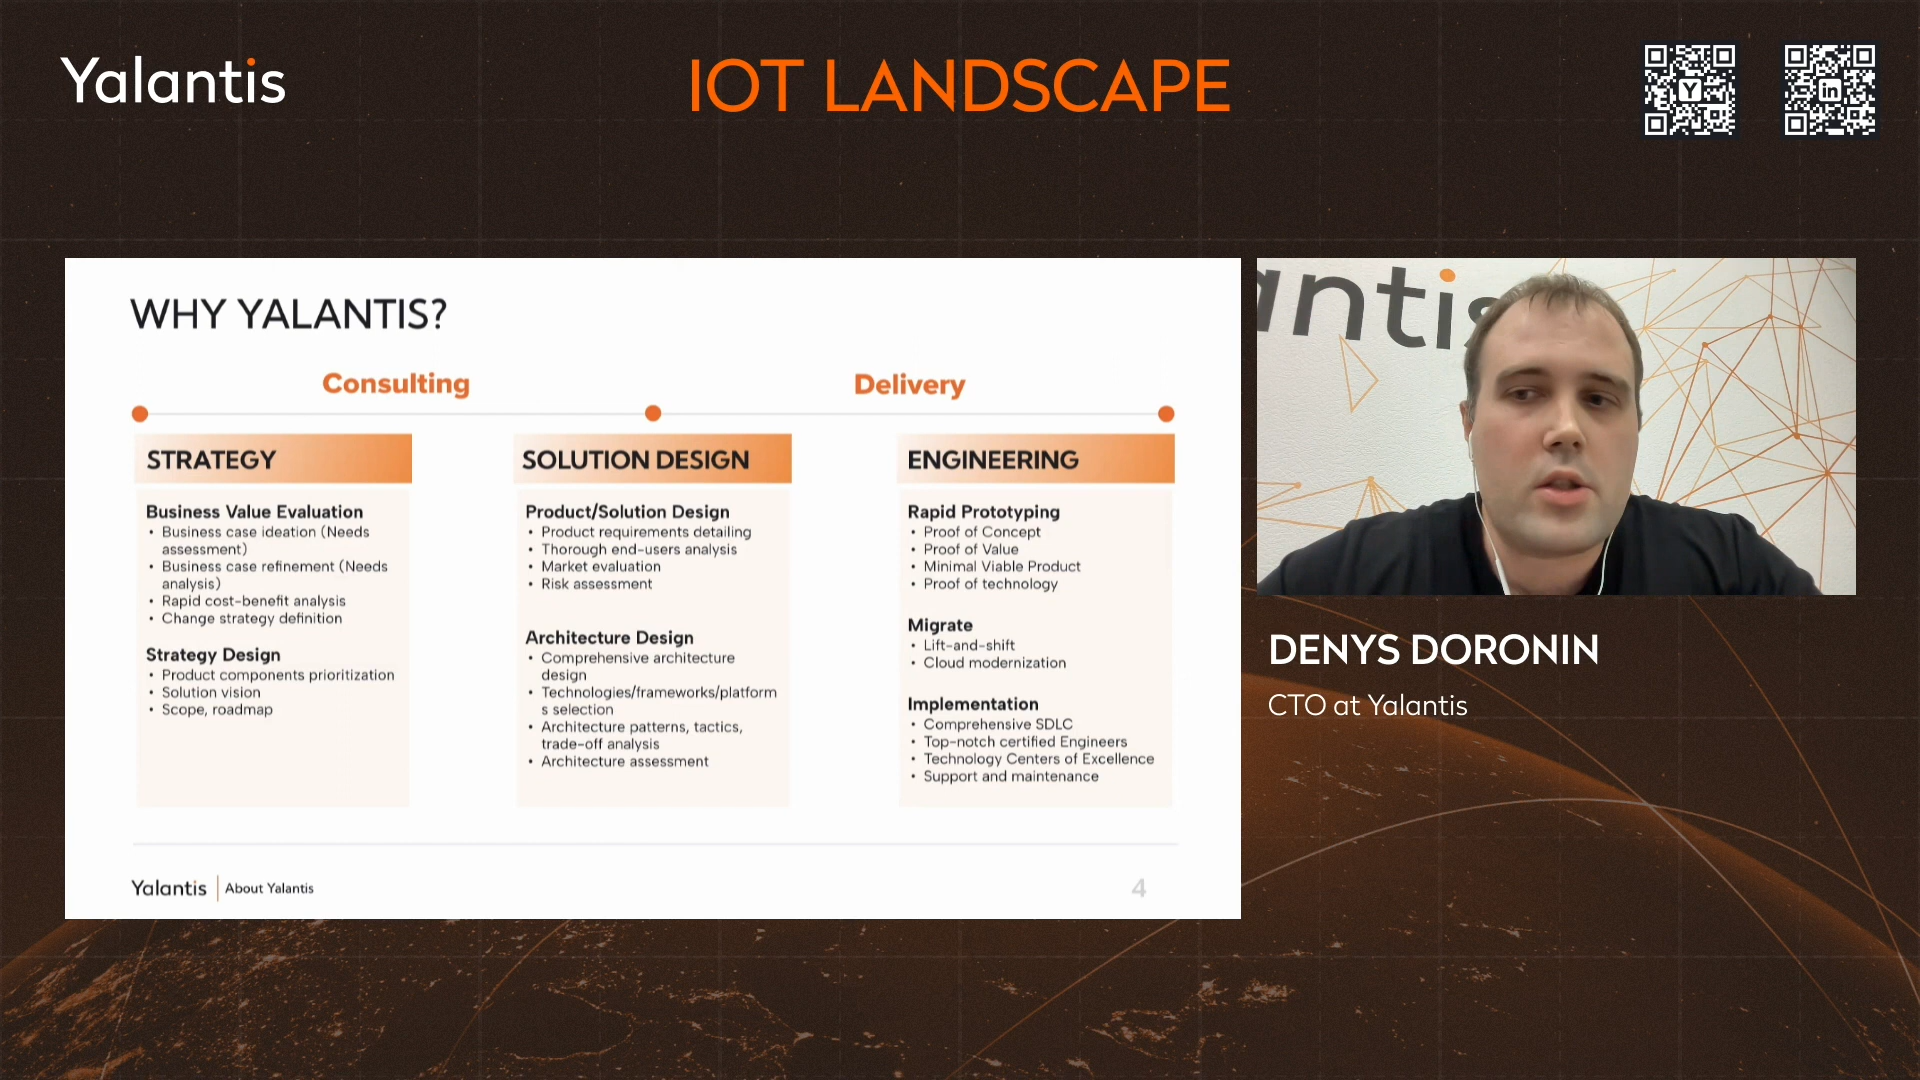 Yalantis
IOT LANDSCAPE
Y
in
WHY YALANTIS?
Consulting
Delivery
STRATEGY
Business Value Evaluation
• Business case ideation (Needs
assessment)
• Business case refinement (Needs
analysis)
• Rapid cost-benefit analysis
• Change strategy definition
Strategy Design
• Product components prioritization
• Solution vision
• Scope, roadmap
SOLUTION DESIGN
Product/Solution Design
• Product requirements detailing
• Thorough end-users analysis
• Market evaluation
• Risk assessment
Architecture Design
• Comprehensive architecture
design
• Technologies/frameworks/platform
s selection
• Architecture patterns, tactics,
trade-off analysis
• Architecture assessment
ENGINEERING
Rapid Prototyping
• Proof of Concept
• Proof of Value
• Minimal Viable Product
• Proof of technology
Migrate
• Lift-and-shift
• Cloud modernization
Implementation
• Comprehensive SDLC
• Top-notch certified Engineers
• Technology Centers of Excellence
• Support and maintenance
Yalantis | About Yalantis
4
antis
DENYS DORONIN
CTO at Yalantis